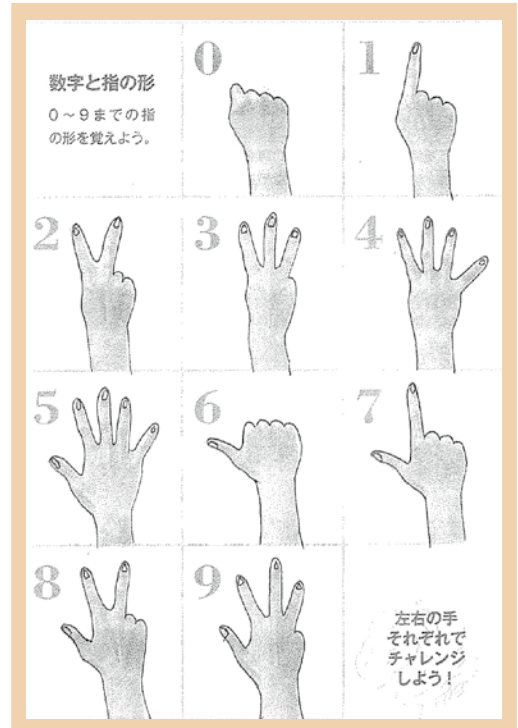 数字と指の形
0～9までの指
の形を覚えよう。
0
1
2
3
4
5
6
7
8
9
左右の手
それぞれで
チャレンジ
しよう！